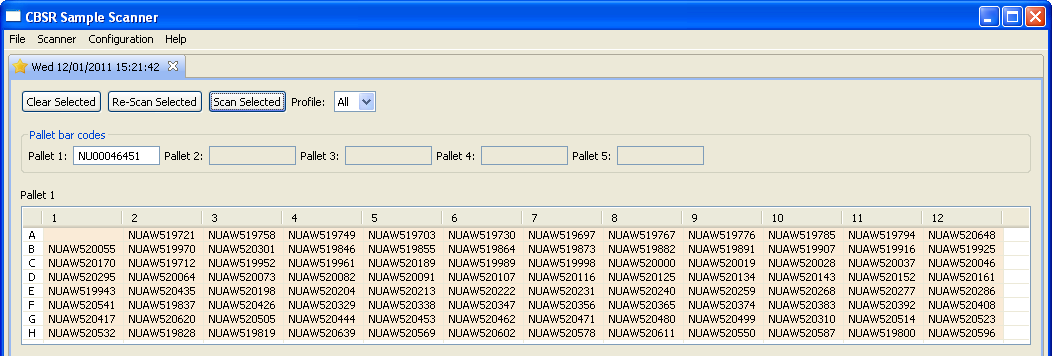 CBSR Sample Scanner
File Scanner Configuration Help
Wed 12/01/2011 15:21:42
Clear Selected Re-Scan Selected Scan Selected Profile: All
Pallet bar codes
Pallet 1: NU00046451 Pallet 2: Pallet 3: Pallet 4: Pallet 5:
Pallet 1
1 2 3 4 5 6 7 8 9 10 11 12
A NUAW519721 NUAW519758 NUAW519749 NUAW519703 NUAW519730 NUAW519697 NUAW519767 NUAW519776 NUAW519785 NUAW519794 NUAW520648
B NUAW520055 NUAW519970 NUAW520301 NUAW519846 NUAW519855 NUAW519864 NUAW519873 NUAW519882 NUAW519891 NUAW519907 NUAW519916 NUAW519925
C NUAW520170 NUAW519712 NUAW519952 NUAW519961 NUAW520189 NUAW519989 NUAW519998 NUAW520000 NUAW520019 NUAW520028 NUAW520037 NUAW520046
D NUAW520295 NUAW520064 NUAW520073 NUAW520082 NUAW520091 NUAW520107 NUAW520116 NUAW520125 NUAW520134 NUAW520143 NUAW520152 NUAW520161
E NUAW519943 NUAW520435 NUAW520198 NUAW520204 NUAW520213 NUAW520222 NUAW520231 NUAW520240 NUAW520259 NUAW520268 NUAW520277 NUAW520286
F NUAW520541 NUAW519837 NUAW520426 NUAW520329 NUAW520338 NUAW520347 NUAW520356 NUAW520365 NUAW520374 NUAW520383 NUAW520392 NUAW520408
G NUAW520417 NUAW520620 NUAW520505 NUAW520444 NUAW520453 NUAW520462 NUAW520471 NUAW520480 NUAW520499 NUAW520310 NUAW520514 NUAW520523
H NUAW520532 NUAW519828 NUAW519819 NUAW520639 NUAW520569 NUAW520602 NUAW520578 NUAW520611 NUAW520550 NUAW520587 NUAW519800 NUAW520596